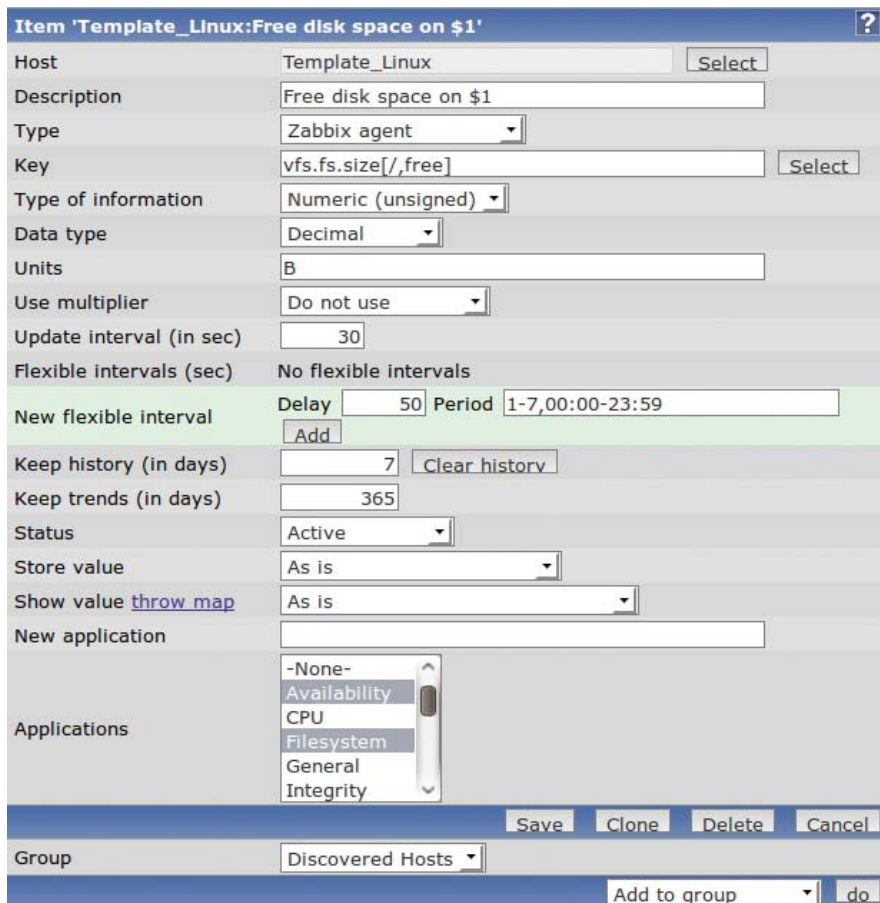 Item 'Template_Linux:Free disk space on $1' ?
Host Template_Linux Select
Description Free disk space on $1
Type Zabbix agent
Key vfs.fs.size[/,free] Select
Type of information Numeric (unsigned)
Data type Decimal
Units B
Use multiplier Do not use
Update interval (in sec) 30
Flexible intervals (sec) No flexible intervals
New flexible interval Delay 50 Period 1-7,00:00-23:59
Add
Keep history (in days) 7 Clear history
Keep trends (in days) 365
Status Active
Store value As is
Show value throw map As is
New application
Applications
-None-
Availability
CPU
Filesystem
General
Integrity
Save Clone Delete Cancel
Group Discovered Hosts
Add to group do